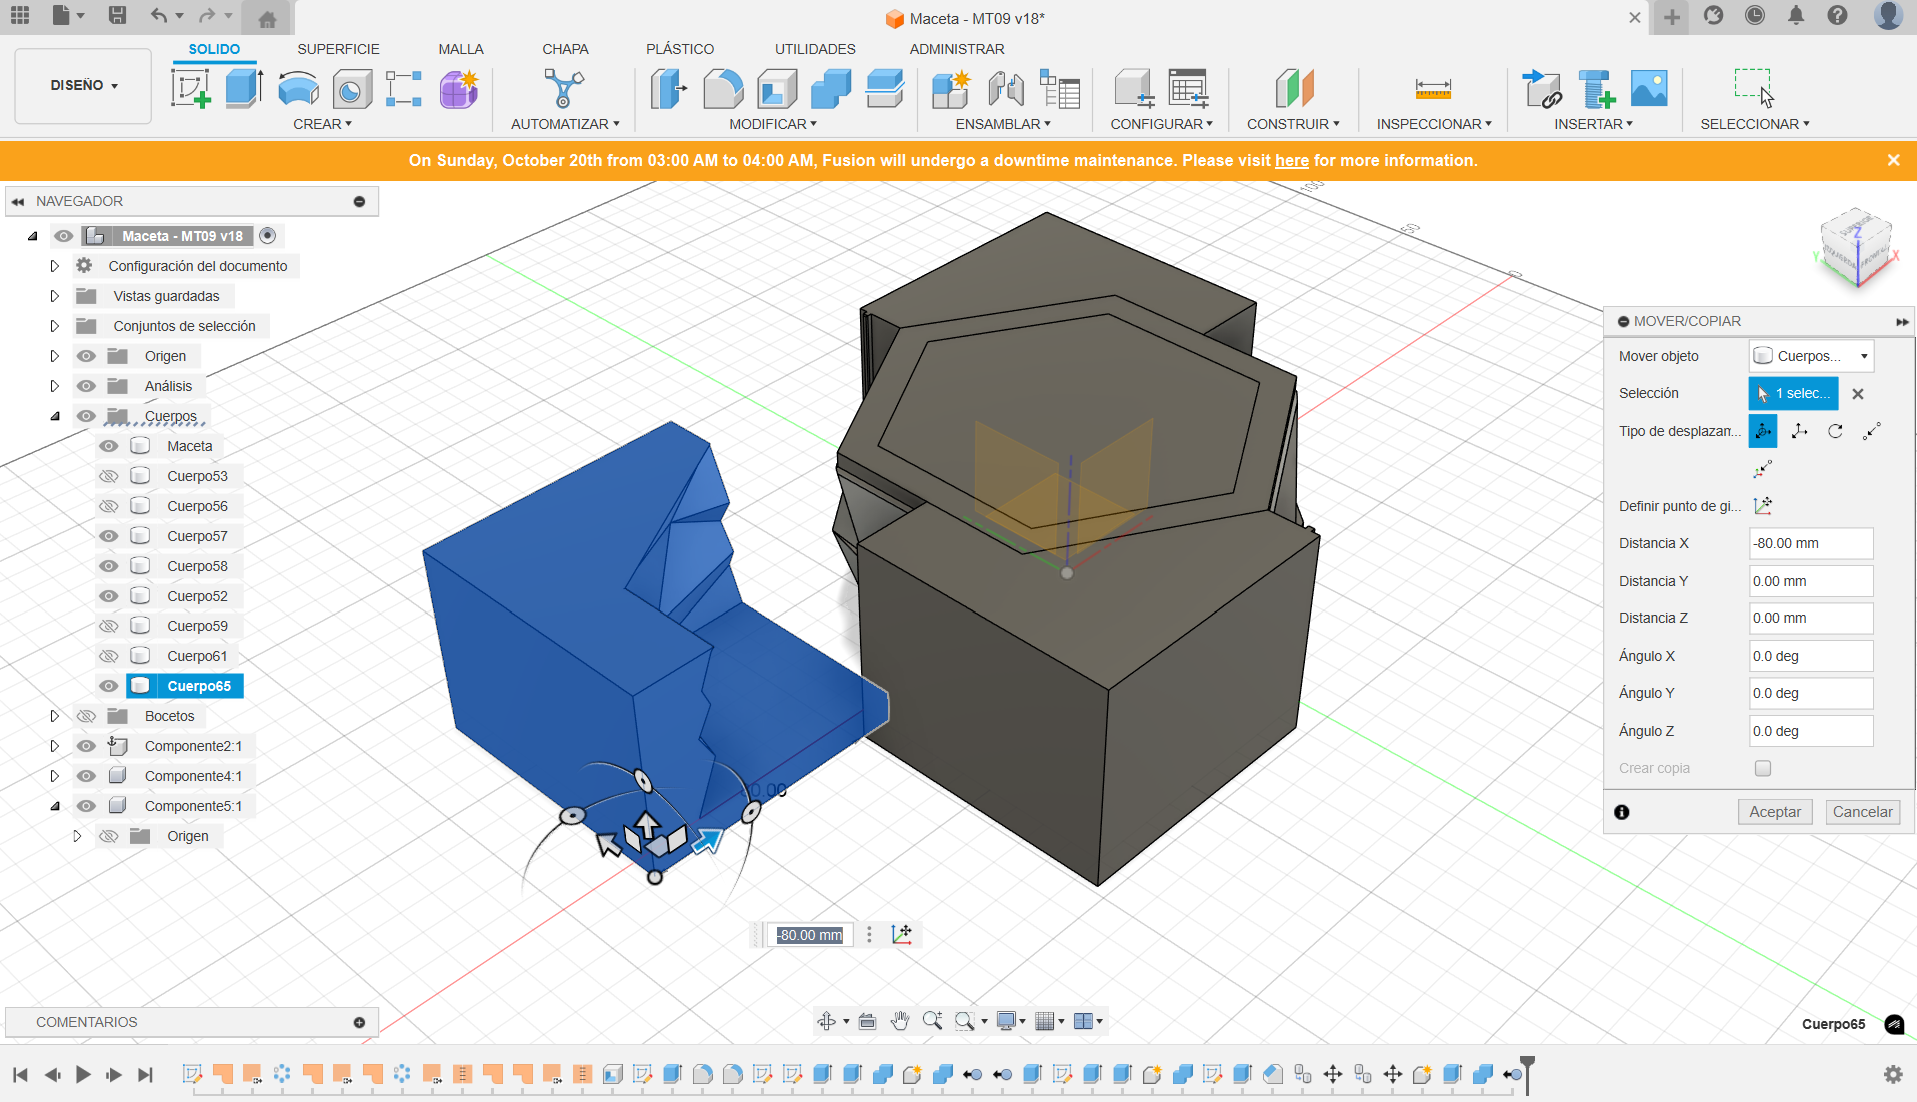 Maceta - MT09 v18*
DISEÑO
SOLIDO
SUPERFICIE
MALLA
CHAPA
PLÁSTICO
UTILIDADES
ADMINISTRAR
CREAR
AUTOMATIZAR
MODIFICAR
ENSAMBLAR
CONFIGURAR
CONSTRUIR
INSPECCIONAR
INSERTAR
SELECCIONAR
On Sunday, October 20th from 03:00 AM to 04:00 AM, Fusion will undergo a downtime maintenance. Please visit here for more information.
NAVEGADOR
Maceta - MT09 v18
Configuración del documento
Vistas guardadas
Conjuntos de selección
Origen
Análisis
Cuerpos
Maceta
Cuerpo53
Cuerpo56
Cuerpo57
Cuerpo58
Cuerpo52
Cuerpo59
Cuerpo61
Cuerpo65
Bocetos
Componente2:1
Componente4:1
Componente5:1
Origen
100
50
0
Z
Y
X
MOVER/COPIAR
Mover objeto
Cuerpos...
Selección
1 selec...
Tipo de desplazam...
Definir punto de gi...
Distancia X
-80.00 mm
Distancia Y
0.00 mm
Distancia Z
0.00 mm
Ángulo X
0.0 deg
Ángulo Y
0.0 deg
Ángulo Z
0.0 deg
Crear copia
Aceptar
Cancelar
-80.00 mm
COMENTARIOS
Cuerpo65